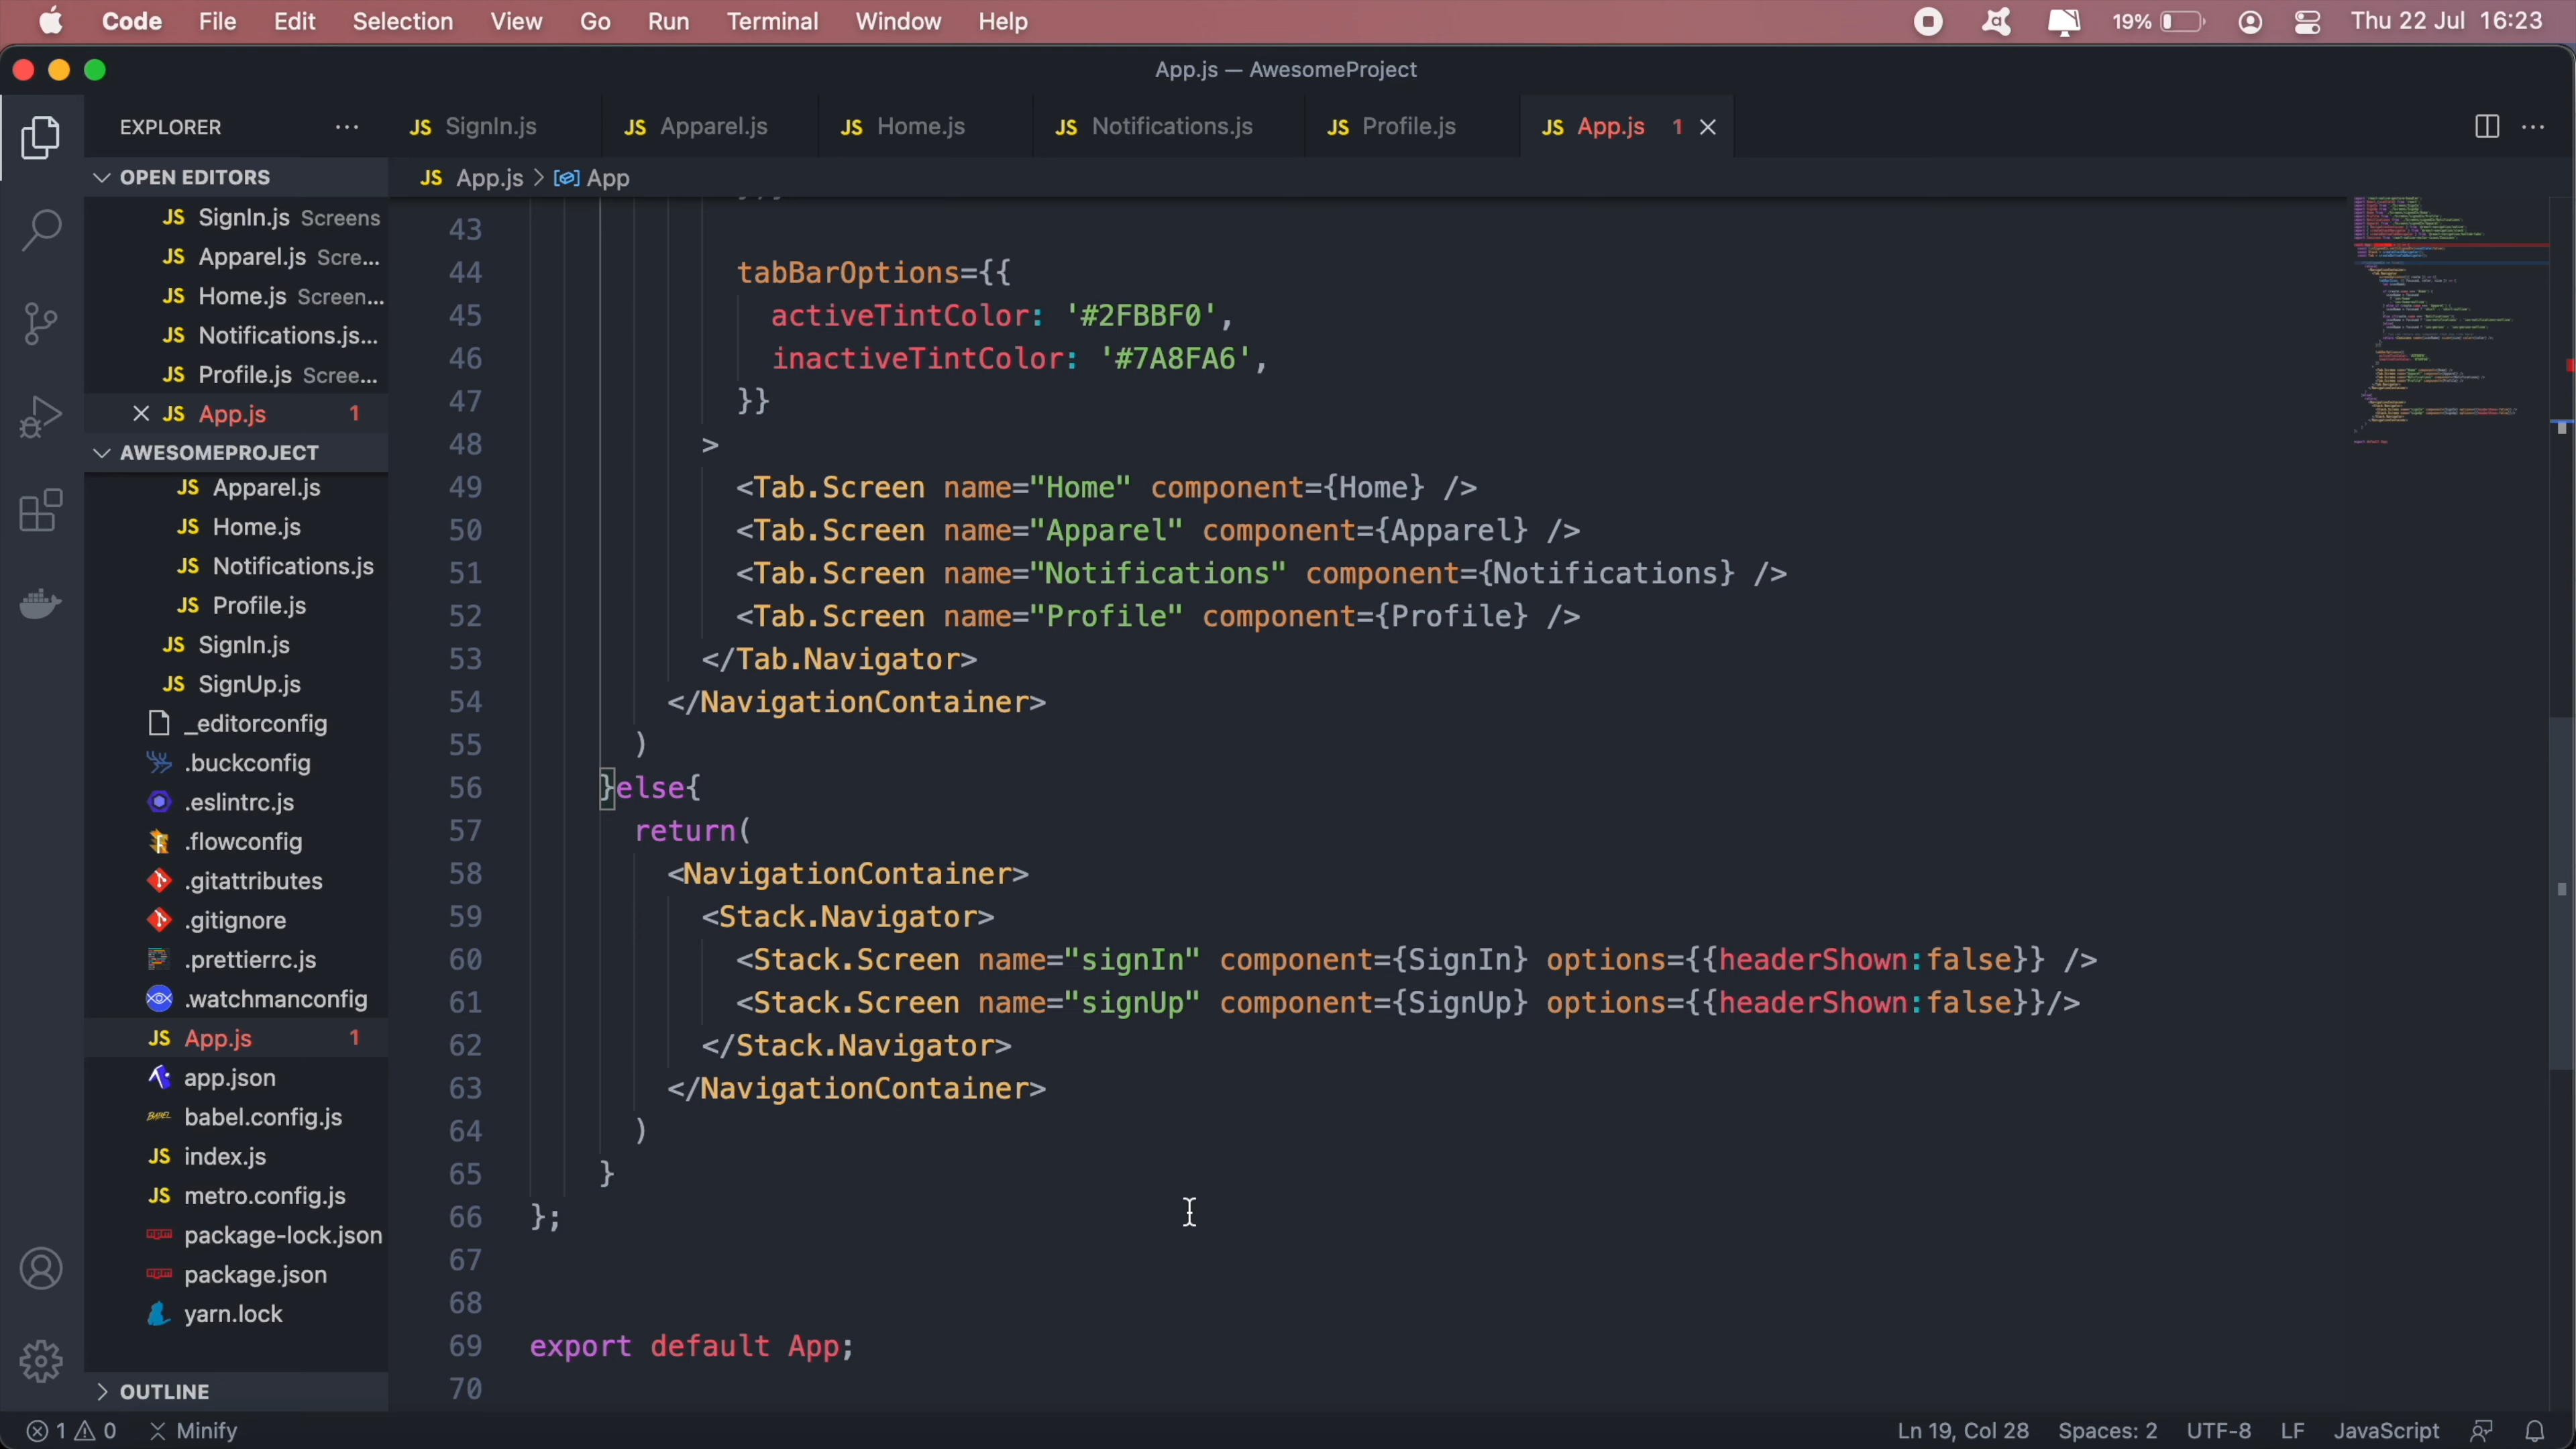 Code File Edit Selection View Go Run Terminal Window Help 19% Thu 22 Jul 16:23
App.js — AwesomeProject
EXPLORER
JS SignIn.js JS Apparel.js JS Home.js JS Notifications.js JS Profile.js JS App.js 1
OPEN EDITORS
JS App.js > App
JS SignIn.js Screens
JS Apparel.js Scre...
JS Home.js Screen...
JS Notifications.js...
JS Profile.js Scree...
JS App.js 1
AWESOMEPROJECT
JS Apparel.js
JS Home.js
JS Notifications.js
JS Profile.js
JS SignIn.js
JS SignUp.js
_editorconfig
.buckconfig
.eslintrc.js
.flowconfig
.gitattributes
.gitignore
.prettierrc.js
.watchmanconfig
JS App.js 1
app.json
BABEL babel.config.js
JS index.js
JS metro.config.js
package-lock.json
package.json
yarn.lock
OUTLINE
43
44 tabBarOptions={{
45 activeTintColor: '#2FBBF0',
46 inactiveTintColor: '#7A8FA6',
47 }}
48 >
49 <Tab.Screen name="Home" component={Home} />
50 <Tab.Screen name="Apparel" component={Apparel} />
51 <Tab.Screen name="Notifications" component={Notifications} />
52 <Tab.Screen name="Profile" component={Profile} />
53 </Tab.Navigator>
54 </NavigationContainer>
55 )
56 }else{
57 return(
58 <NavigationContainer>
59 <Stack.Navigator>
60 <Stack.Screen name="signIn" component={SignIn} options={{headerShown:false}} />
61 <Stack.Screen name="signUp" component={SignUp} options={{headerShown:false}}/>
62 </Stack.Navigator>
63 </NavigationContainer>
64 )
65 }
66 };
67
68
69 export default App;
70
1 0 Minify Ln 19, Col 28 Spaces: 2 UTF-8 LF JavaScript